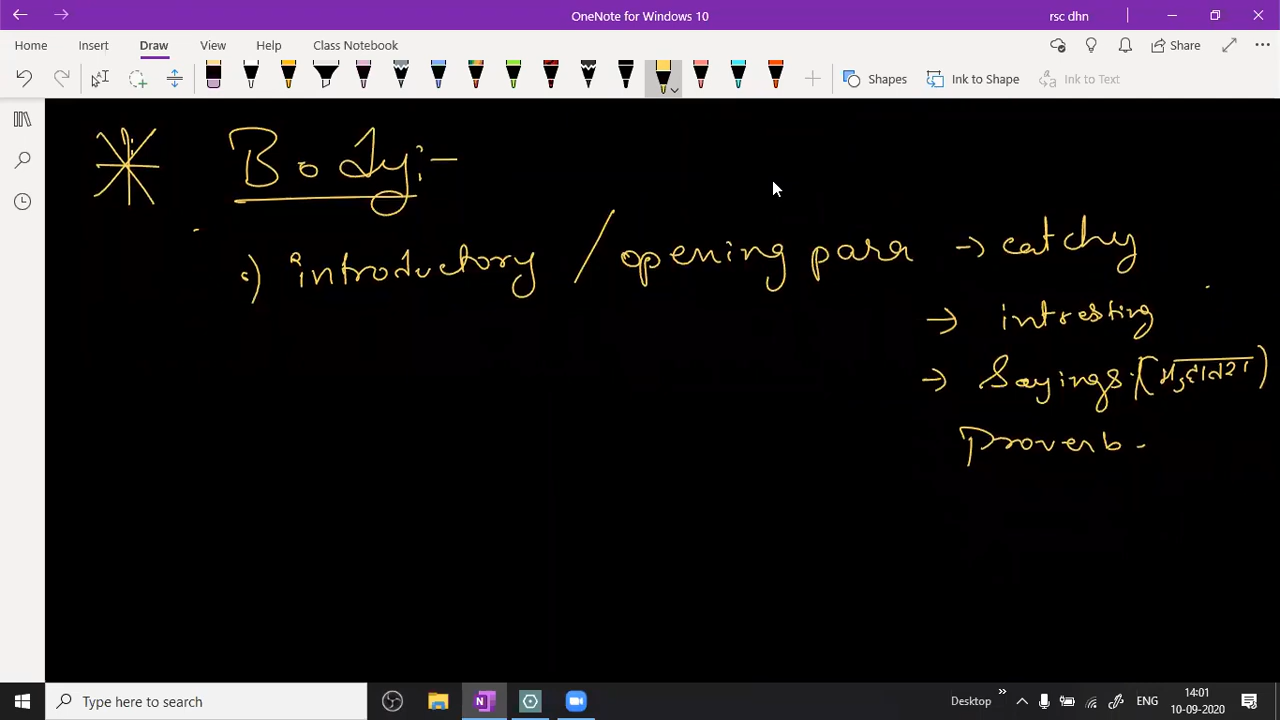 OneNote for Windows 10
rsc dhn
Home Insert Draw View Help Class Notebook
Share
Shapes
Ink to Shape
Ink to Text
* Body:-
•) introductory / opening para → catchy
→ intresting
→ Sayings. (मुहावरा)
Proverb -
Type here to search
Desktop
ENG
14:01
10-09-2020